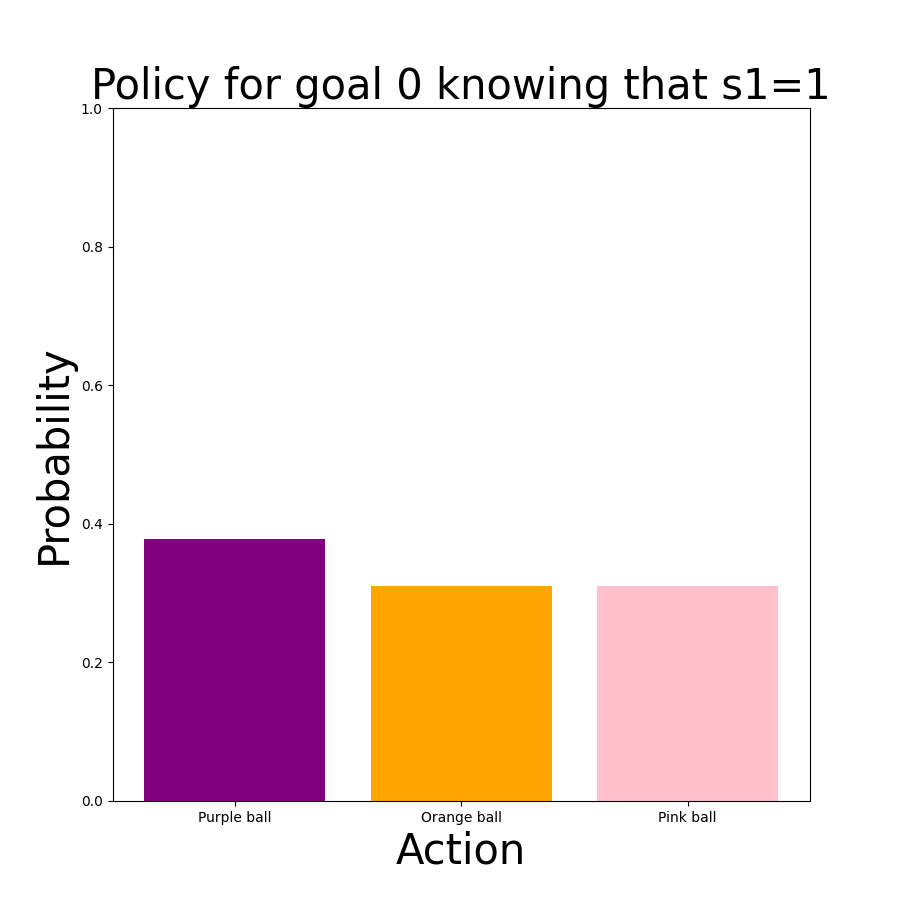 Policy for goal 0 knowing that s1=1
1.0
0.8
0.6
0.4
0.2
0.0
Probability
Purple ball
Orange ball
Pink ball
Action